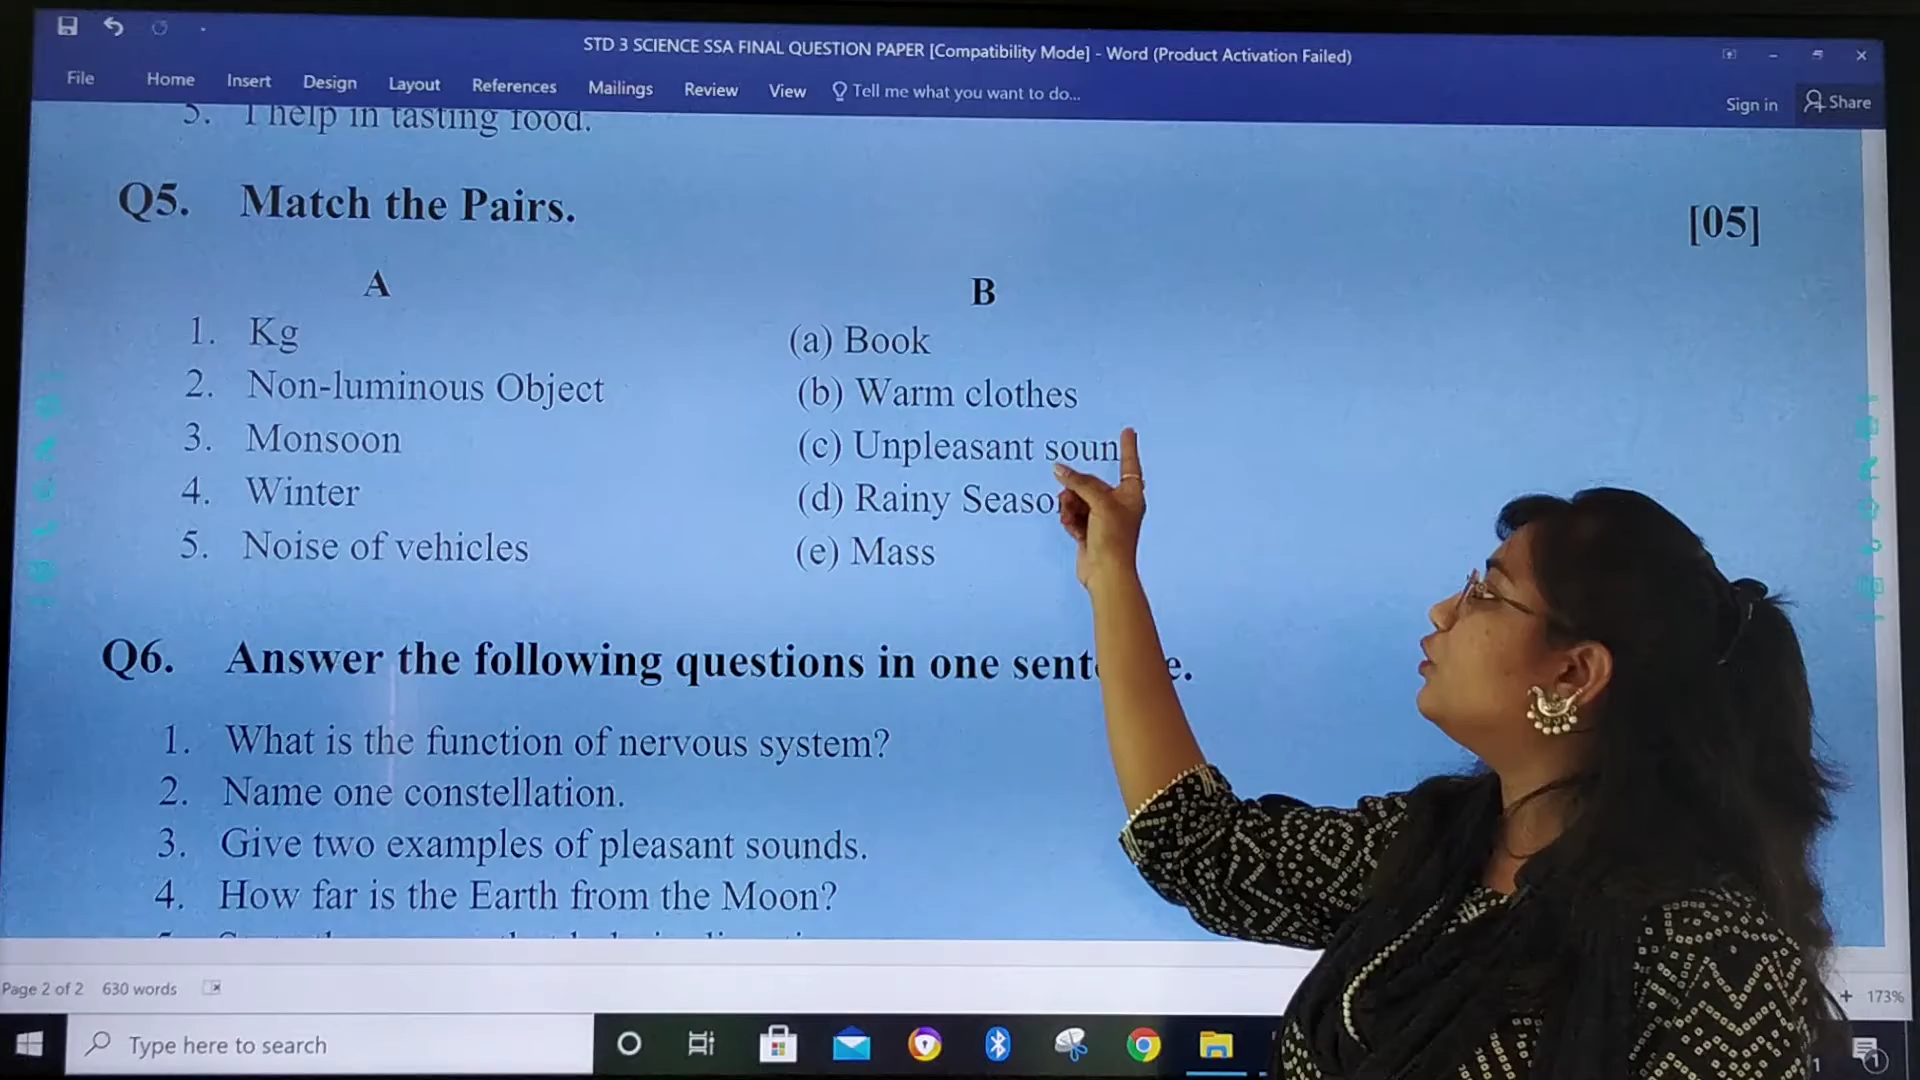 STD 3 SCIENCE SSA FINAL QUESTION PAPER [Compatibility Mode] - Word (Product Activation Failed)
File Home Insert Design Layout References Mailings Review View Tell me what you want to do... Sign in Share
5. I help in tasting food.
Q5. Match the Pairs. [05]
A B
1. Kg (a) Book
2. Non-luminous Object (b) Warm clothes
3. Monsoon (c) Unpleasant soun
4. Winter (d) Rainy Seaso
5. Noise of vehicles (e) Mass
Q6. Answer the following questions in one
1. What is the function of nervous system?
2. Name one constellation.
3. Give two examples of pleasant sounds.
4. How far is the Earth from the Moon?
Page 2 of 2 630 words + 173%
Type here to search
1